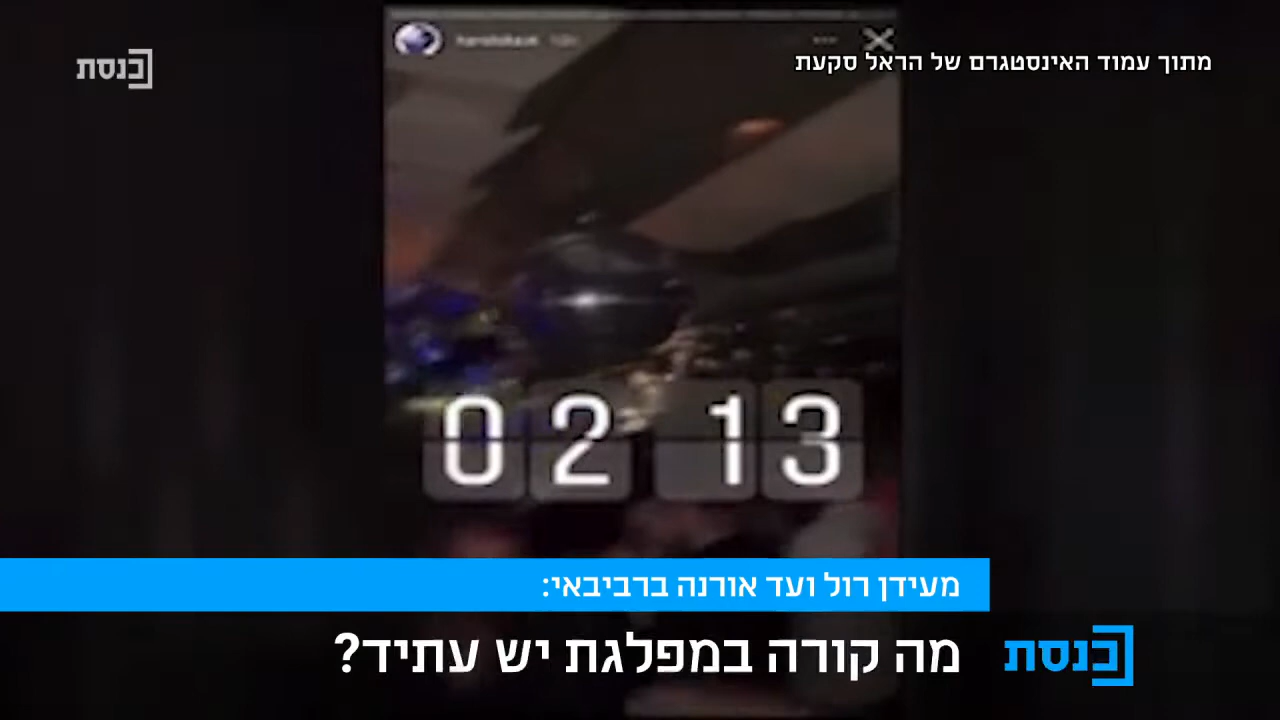 כנסת
מתוך עמוד האינסטגרם של הראל סקעת
02 13
מעידן רול ועד אורנה ברביבאי:
מה קורה במפלגת יש עתיד?
כנסת